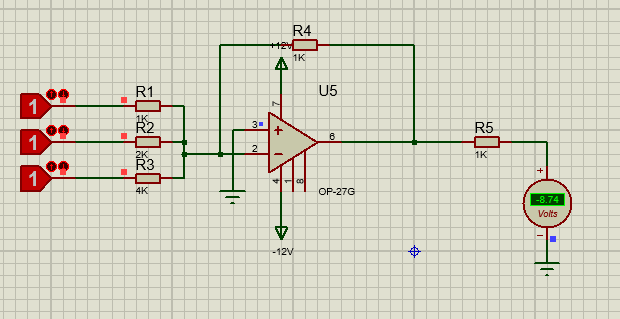 R4
+12V
1K
U5
R1
1
1K
7
3
+
6
R2
1
2K
2
−
R5
1K
R3
1
4K
4
1
8
OP-27G
+
-8.74
Volts
−
-12V